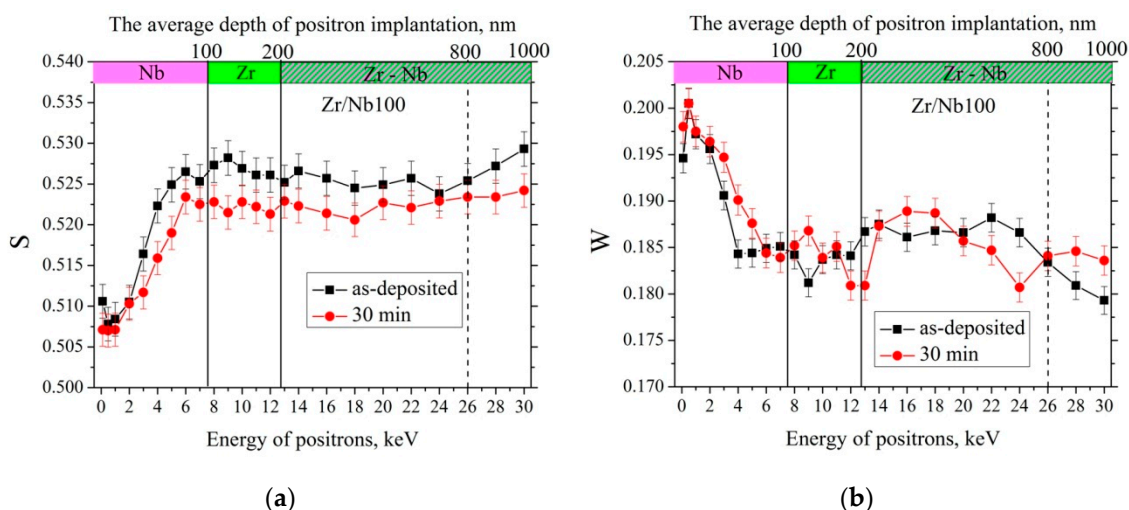 The average depth of positron implantation, nm
100 200 800 1000
Nb Zr Zr - Nb
Zr/Nb100
0.540
0.535
0.530
0.525
0.520
0.515
0.510
0.505
0.500
S
as-deposited
30 min
0 2 4 6 8 10 12 14 16 18 20 22 24 26 28 30
Energy of positrons, keV
(a)
The average depth of positron implantation, nm
100 200 800 1000
Nb Zr Zr - Nb
Zr/Nb100
0.205
0.200
0.195
0.190
0.185
0.180
0.175
0.170
W
as-deposited
30 min
0 2 4 6 8 10 12 14 16 18 20 22 24 26 28 30
Energy of positrons, keV
(b)